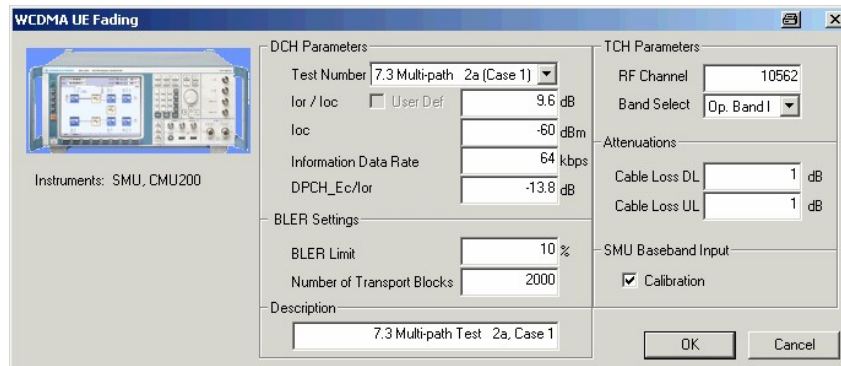 WCDMA UE Fading
Instruments: SMU, CMU200
DCH Parameters
Test Number 7.3 Multi-path 2a (Case 1)
Ior / Ioc User Def 9.6 dB
Ioc -60 dBm
Information Data Rate 64 kbps
DPCH_Ec/Ior -13.8 dB
BLER Settings
BLER Limit 10 %
Number of Transport Blocks 2000
Description
7.3 Multi-path Test 2a, Case 1
TCH Parameters
RF Channel 10562
Band Select Op. Band I
Attenuations
Cable Loss DL 1 dB
Cable Loss UL 1 dB
SMU Baseband Input
Calibration
OK Cancel